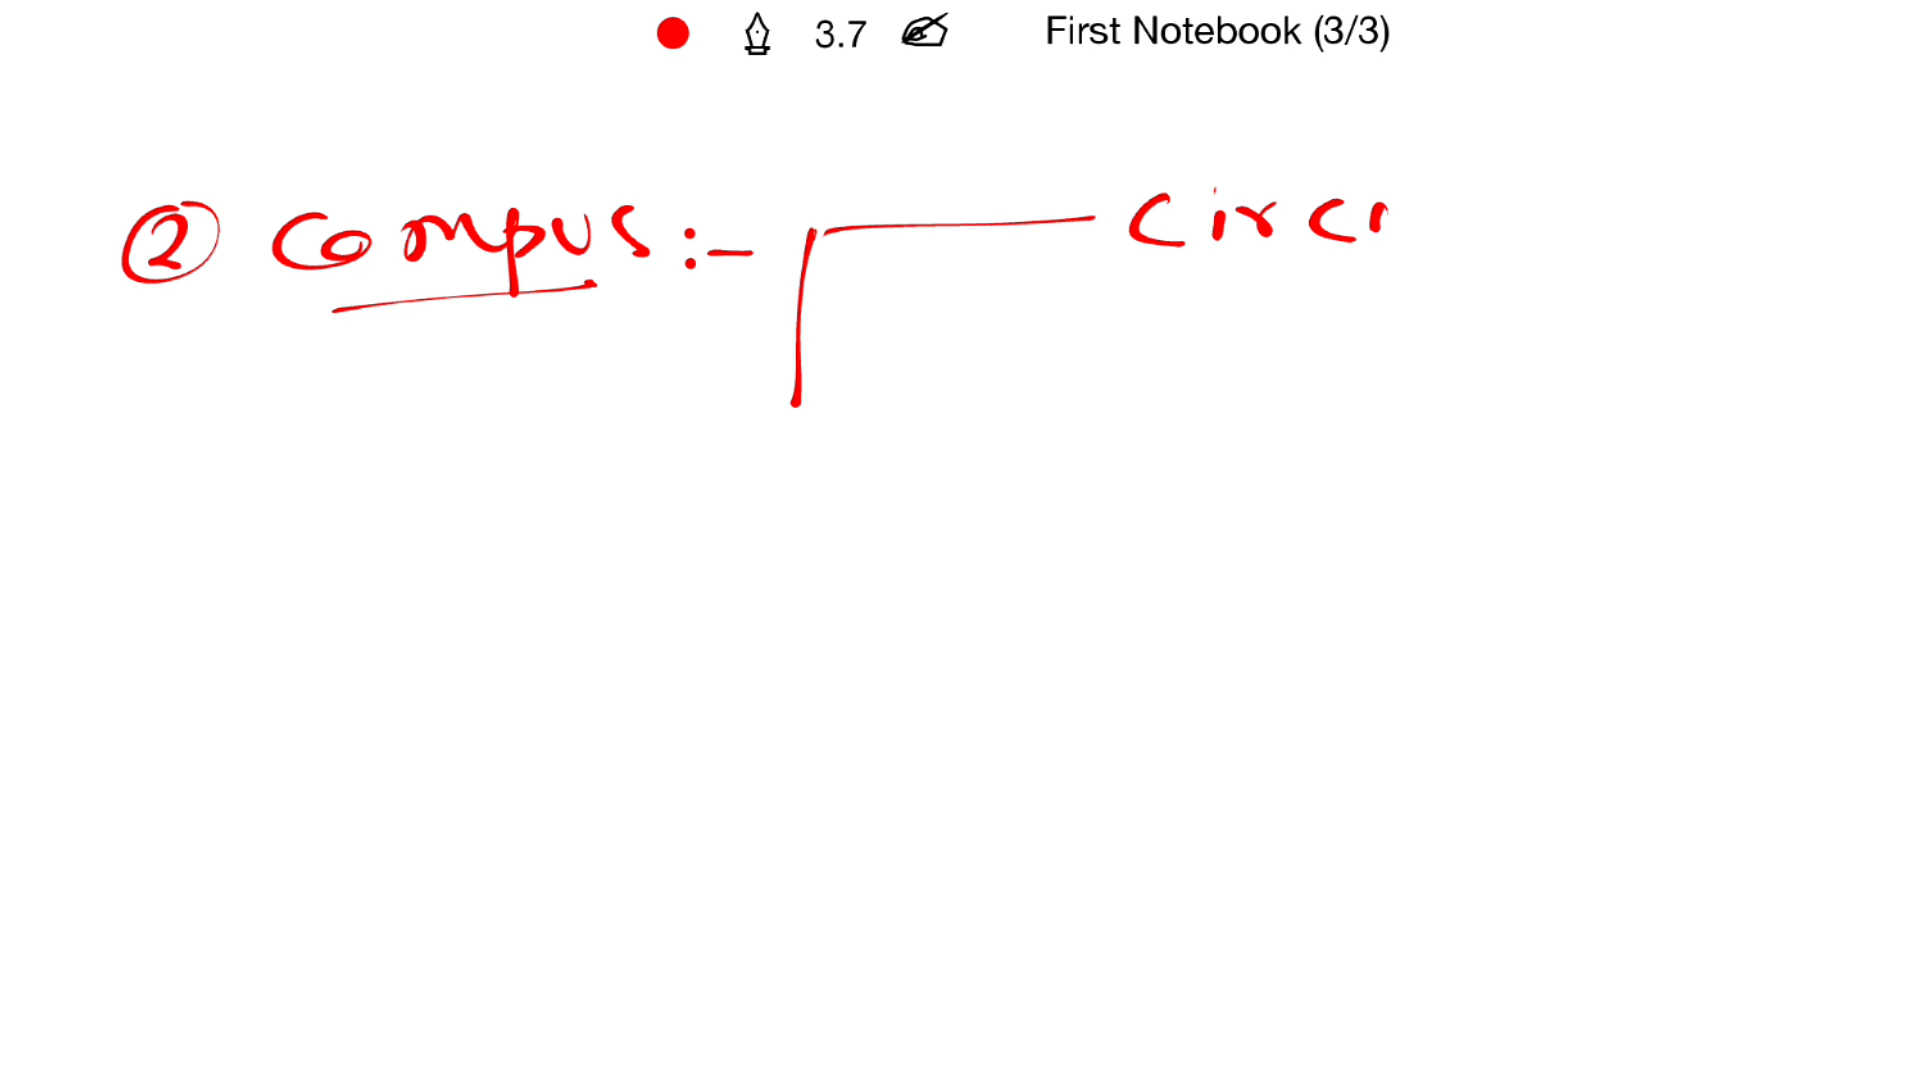 3.7 First Notebook (3/3)
② Compus :- Circ